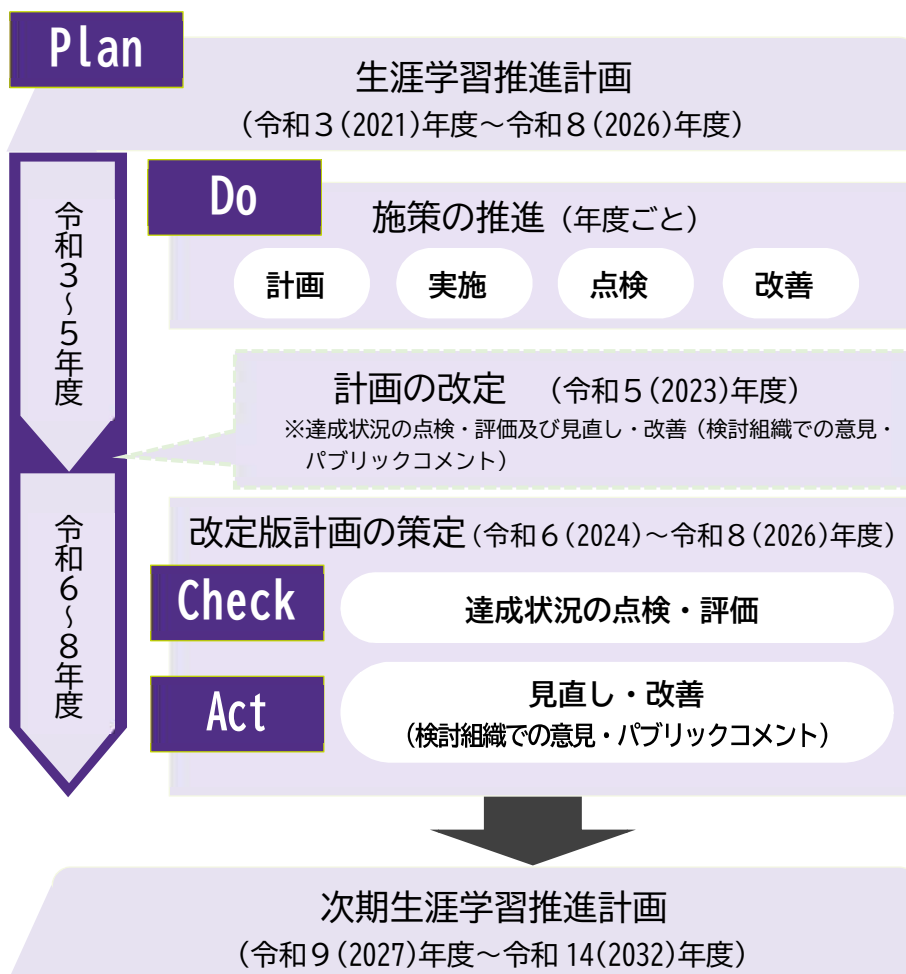 Plan
生涯学習推進計画
(令和３(2021)年度～令和８(2026)年度)
令和３～５年度
Do
施策の推進（年度ごと）
計画 実施 点検 改善
計画の改定　（令和５(2023)年度）
※達成状況の点検・評価及び見直し・改善（検討組織での意見・
パブリックコメント）
令和６～８年度
改定版計画の策定(令和６(2024)～令和８(2026)年度)
Check
達成状況の点検・評価
Act
見直し・改善
（検討組織での意見・パブリックコメント）
次期生涯学習推進計画
（令和９(2027)年度～令和 14(2032)年度）